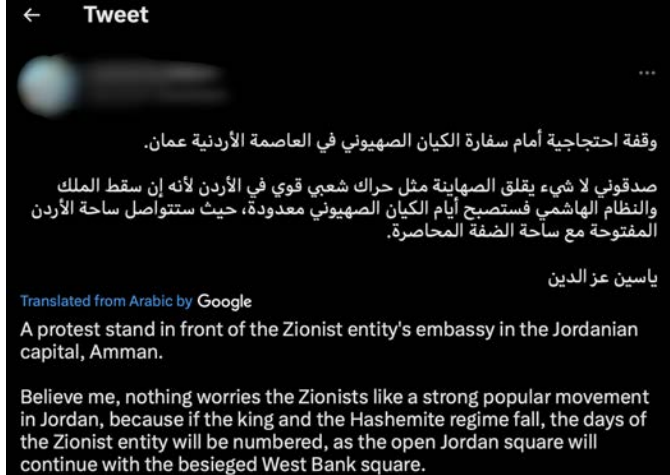 Tweet
وقفة احتجاجية أمام سفارة الكيان الصهيوني في العاصمة الأردنية عمان.
صدقوني لا شيء يقلق الصهاينة مثل حراك شعبي قوي في الأردن لأنه إن سقط الملك
والنظام الهاشمي فستصبح أيام الكيان الصهيوني معدودة، حيث ستتواصل ساحة الأردن
المفتوحة مع ساحة الضفة المحاصرة.
ياسين عز الدين
Translated from Arabic by Google
A protest stand in front of the Zionist entity's embassy in the Jordanian
capital, Amman.
Believe me, nothing worries the Zionists like a strong popular movement
in Jordan, because if the king and the Hashemite regime fall, the days of
the Zionist entity will be numbered, as the open Jordan square will
continue with the besieged West Bank square.